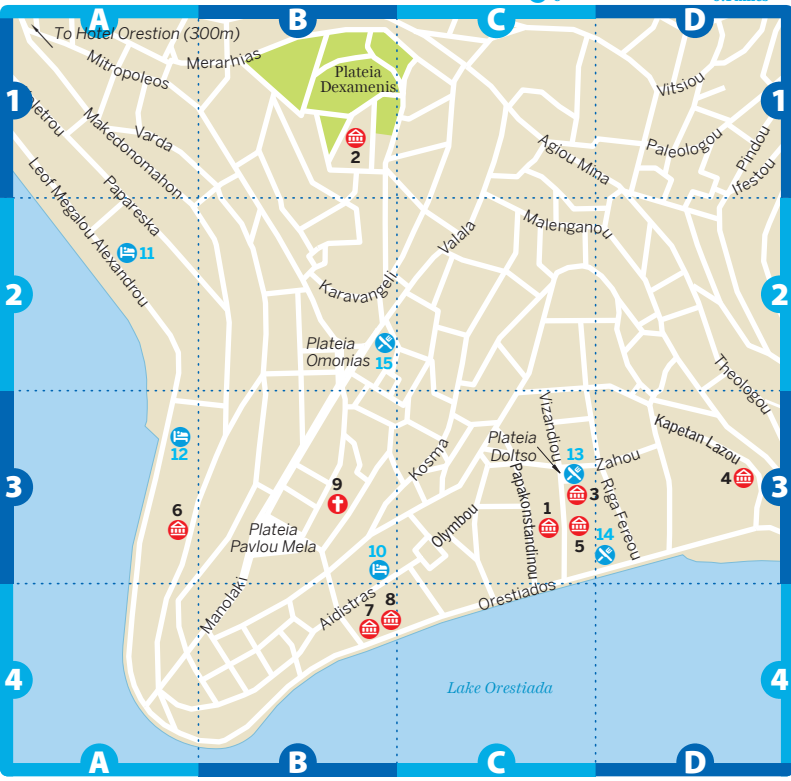 A
B
C
D
To Hotel Orestion (300m)
Mitropoleos
Merarhias
Plateia
Dexamenis
Vitsiou
1
1
Makedonomahon
Varda
2
Agiou Mina
Paleologou
Pindou
Ifestou
Leof Megalou Alexandrou
Papareska
Malenganou
Valala
11
2
2
Karavangeli
Plateia
Omonias
15
Theologou
Vizandiou
Kapetan Lazou
Plateia
Doltso
Kosma
13
Zahou
12
4
3
3
9
3
Papakonstandinou
Riga Fereou
6
1
Olymbou
5
14
Plateia
Pavlou Mela
10
Manolaki
Aidistras
8
7
Orestiados
4
4
Lake Orestiada
A
B
C
D